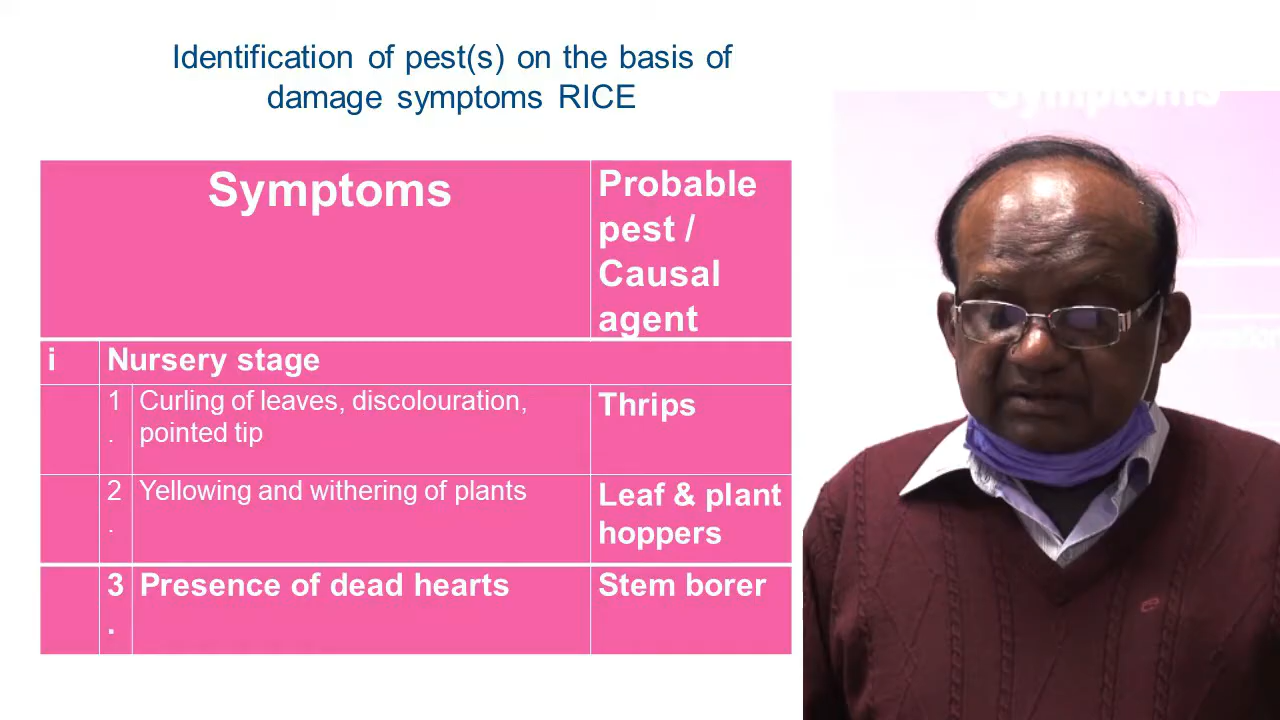 Identification of pest(s) on the basis of
damage symptoms RICE
Symptoms
Symptoms
Probable
pest /
Causal
agent
i Nursery stage
1
. Curling of leaves, discolouration,
pointed tip
Thrips
2
. Yellowing and withering of plants
Leaf & plant
hoppers
3
. Presence of dead hearts
Stem borer